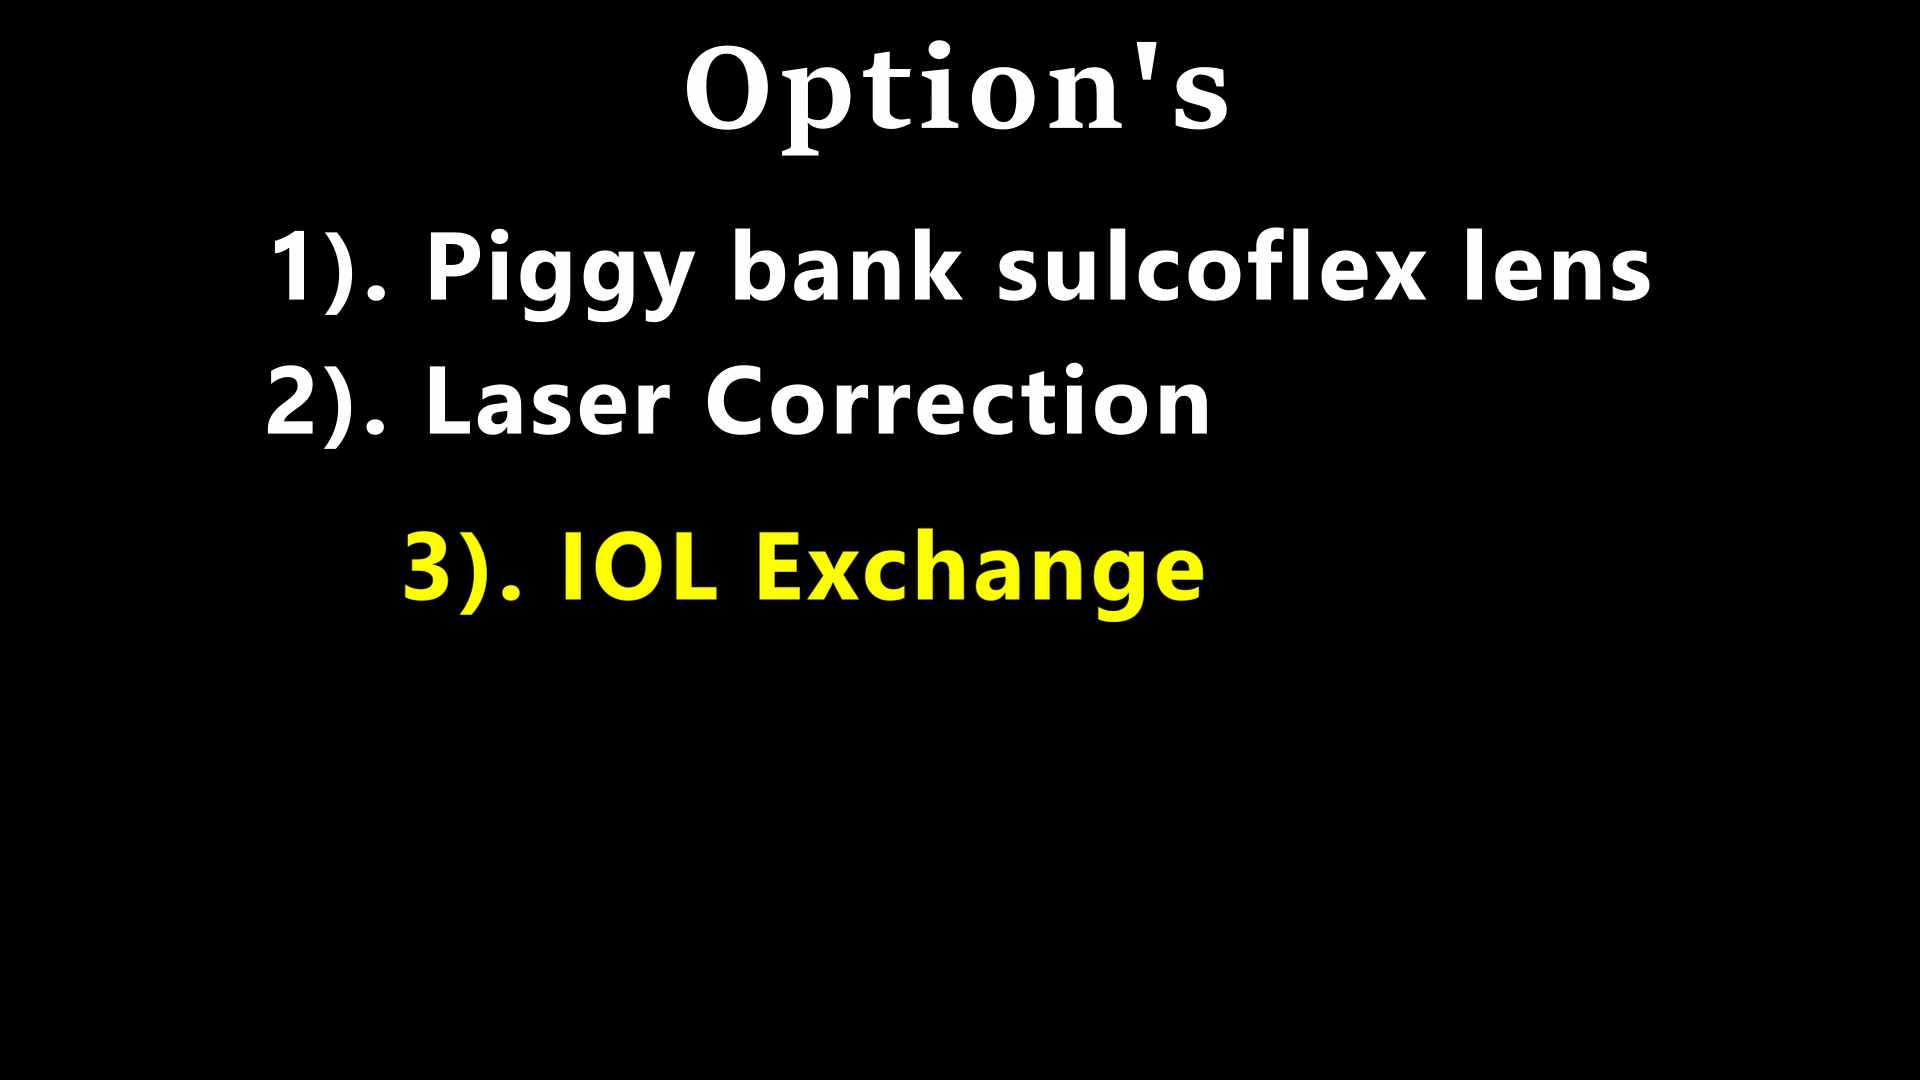 Option's
1). Piggy bank sulcoflex lens
2). Laser Correction
3). IOL Exchange